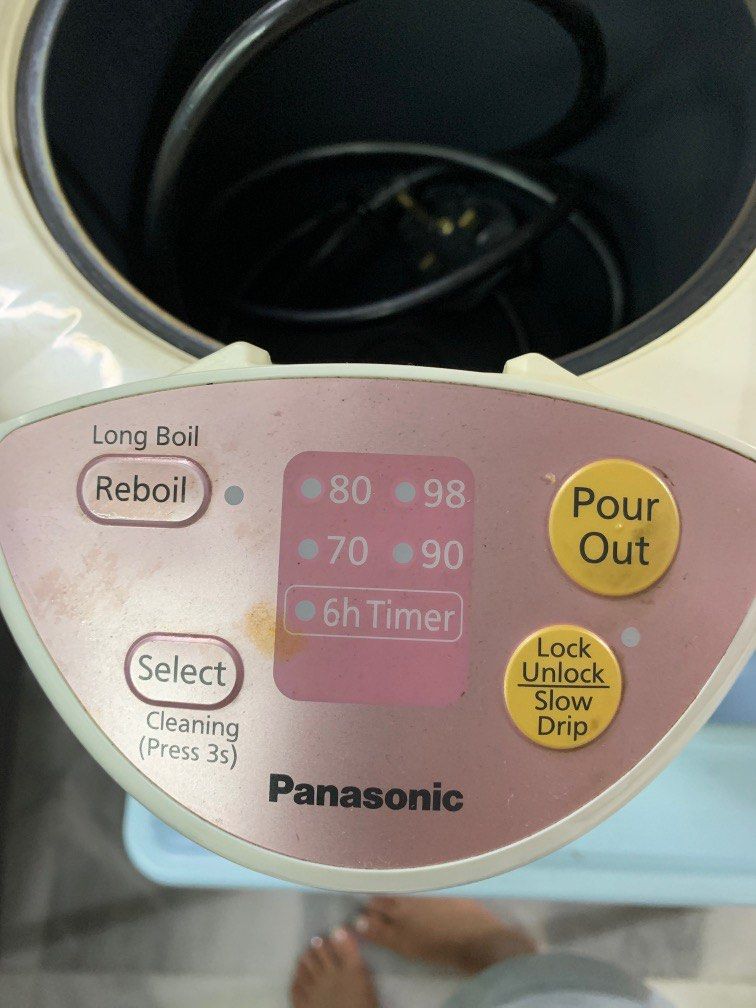 Long Boil
Reboil
80 98
70 90
6h Timer
Pour
Out
Select
Cleaning
(Press 3s)
Lock
Unlock
Slow
Drip
Panasonic